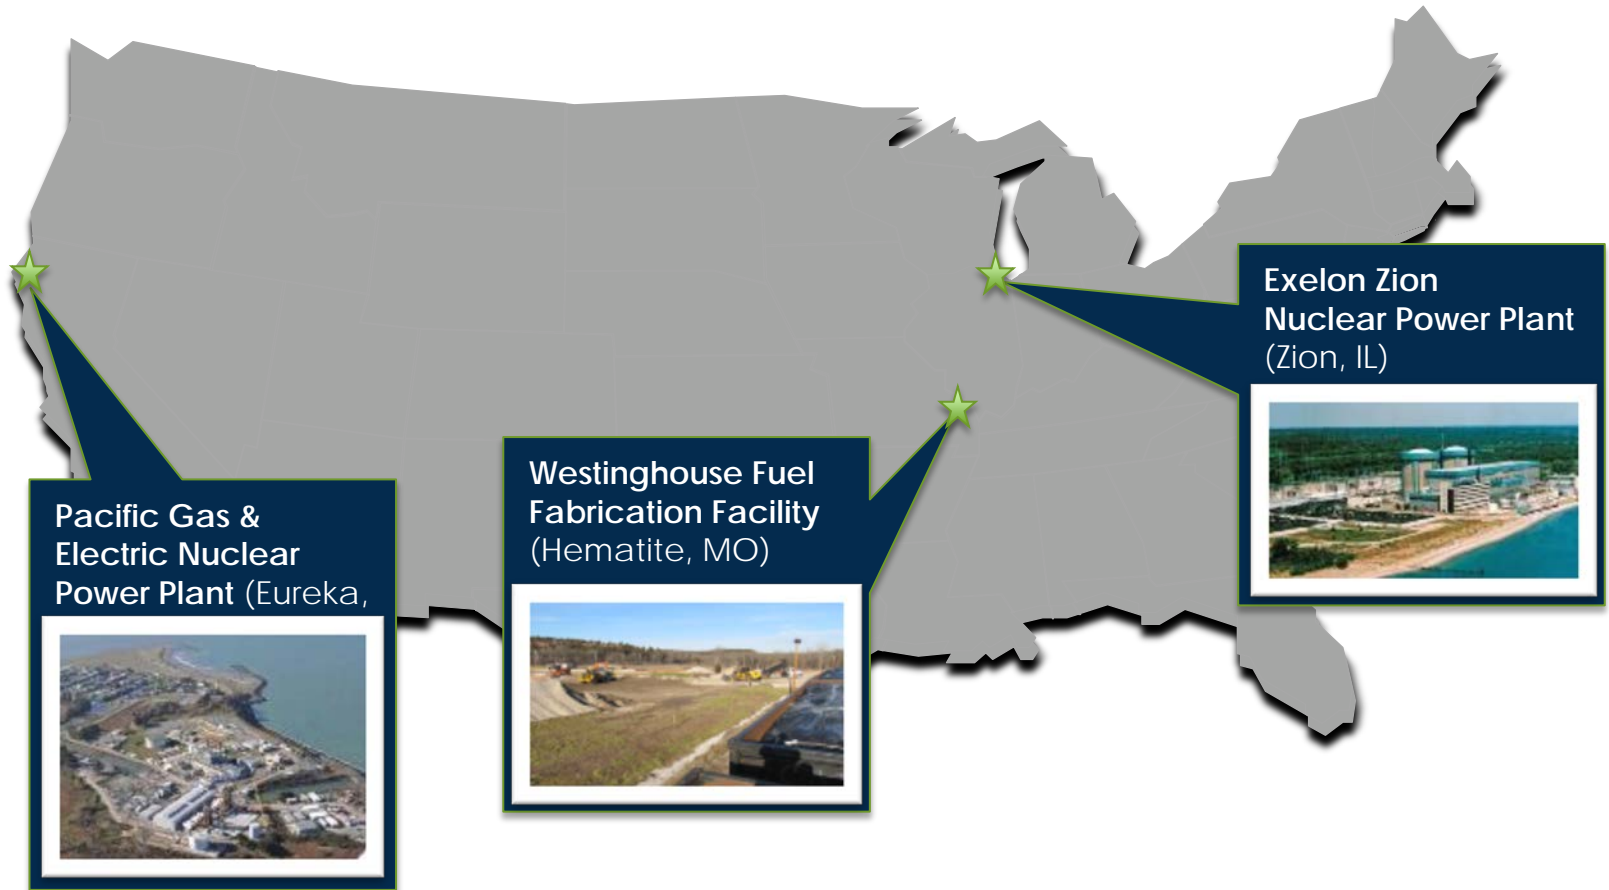 Exelon Zion
Nuclear Power Plant
(Zion, IL)
Westinghouse Fuel
Fabrication Facility
(Hematite, MO)
Pacific Gas &
Electric Nuclear
Power Plant (Eureka,